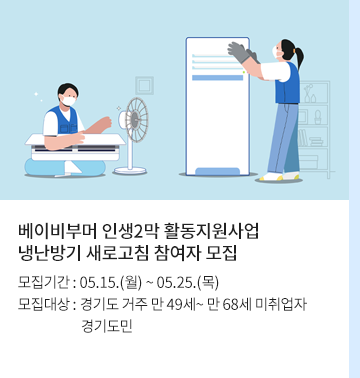 베이비부머 인생2막 활동지원사업
냉난방기 새로고침 참여자 모집
모집기간 : 05.15.(월) ~ 05.25.(목)
모집대상 : 경기도 거주 만 49세~ 만 68세 미취업자
경기도민